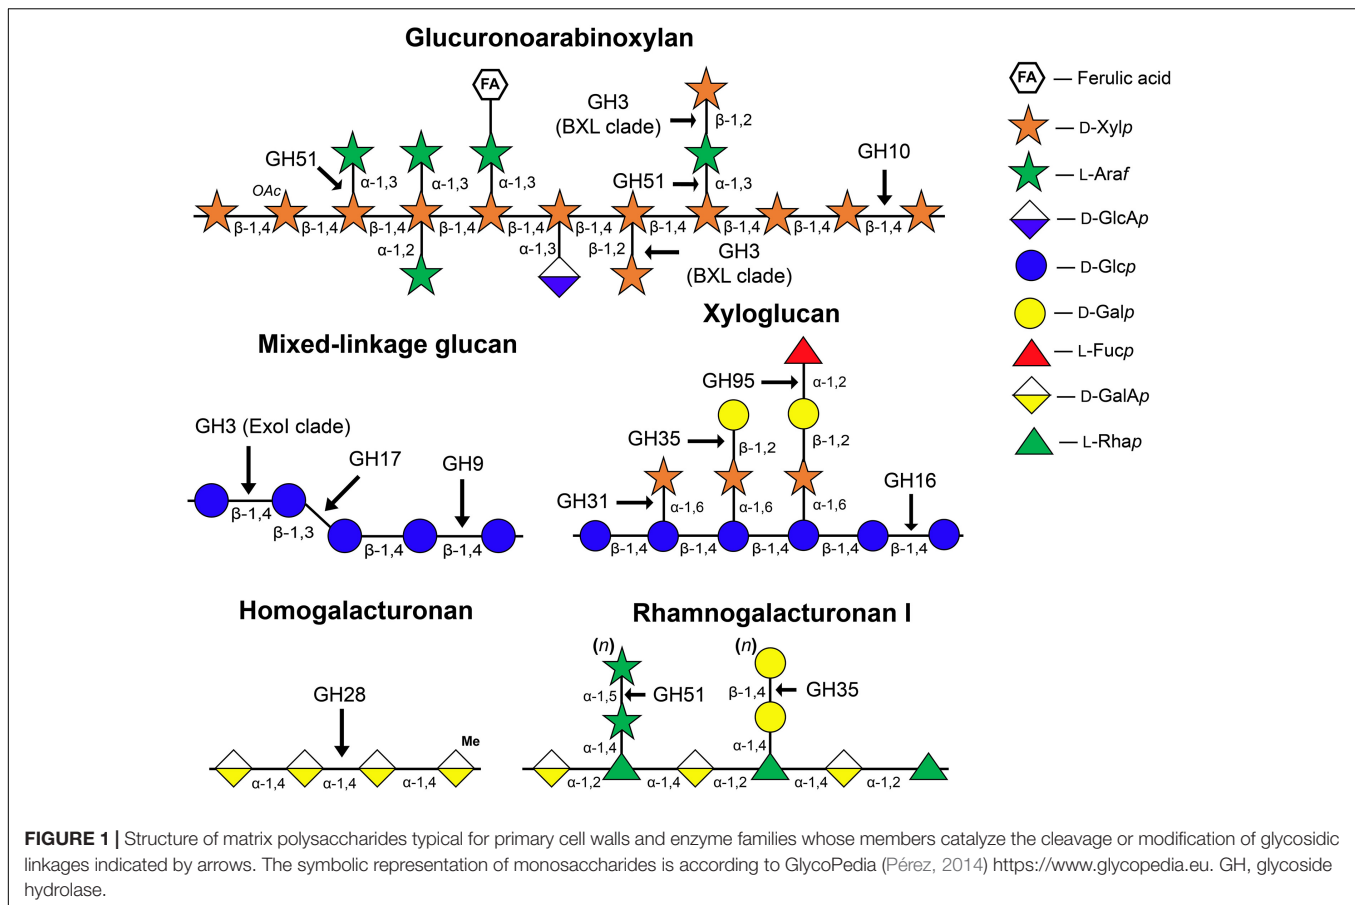 Glucuronoarabinoxylan
FA
GH3
(BXL clade)
β-1,2
GH51
α-1,3
α-1,3
α-1,3
GH51
α-1,3
GH10
OAc
β-1,4
β-1,4
β-1,4
β-1,4
β-1,4
β-1,4
β-1,4
β-1,4
β-1,4
β-1,4
α-1,2
α-1,3
β-1,2
GH3
(BXL clade)
FA — Ferulic acid
— D-Xylp
— L-Araf
— D-GlcAp
— D-Glcp
— D-Galp
— L-Fucp
— D-GalAp
— L-Rhap
Mixed-linkage glucan
GH3 (ExoI clade)
GH17
GH9
β-1,4
β-1,3
β-1,4
β-1,4
Xyloglucan
GH95
α-1,2
GH35
β-1,2
β-1,2
GH31
α-1,6
α-1,6
α-1,6
GH16
β-1,4
β-1,4
β-1,4
β-1,4
β-1,4
Homogalacturonan
GH28
Me
α-1,4
α-1,4
α-1,4
Rhamnogalacturonan I
(n)
(n)
α-1,5
GH51
β-1,4
GH35
α-1,4
α-1,4
α-1,2
α-1,4
α-1,2
α-1,4
α-1,2
FIGURE 1 | Structure of matrix polysaccharides typical for primary cell walls and enzyme families whose members catalyze the cleavage or modification of glycosidic
linkages indicated by arrows. The symbolic representation of monosaccharides is according to GlycoPedia (Pérez, 2014) https://www.glycopedia.eu. GH, glycoside
hydrolase.